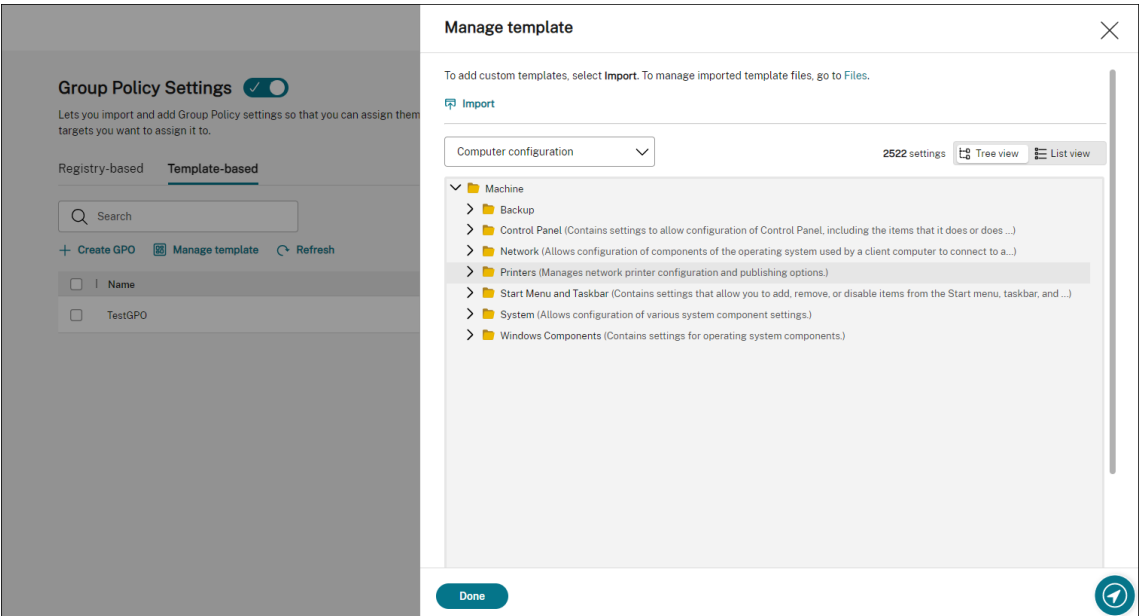 Manage template
To add custom templates, select Import. To manage imported template files, go to Files.
Import
Group Policy Settings
Lets you import and add Group Policy settings so that you can assign them
targets you want to assign it to.
Registry-based Template-based
Search
Create GPO Manage template Refresh
Name
TestGPO
Computer configuration
2522 settings Tree view List view
Machine
Backup
Control Panel (Contains settings to allow configuration of Control Panel, including the items that it does or does ...)
Network (Allows configuration of components of the operating system used by a client computer to connect to a...)
Printers (Manages network printer configuration and publishing options.)
Start Menu and Taskbar (Contains settings that allow you to add, remove, or disable items from the Start menu, taskbar, and ...)
System (Allows configuration of various system component settings.)
Windows Components (Contains settings for operating system components.)
Done